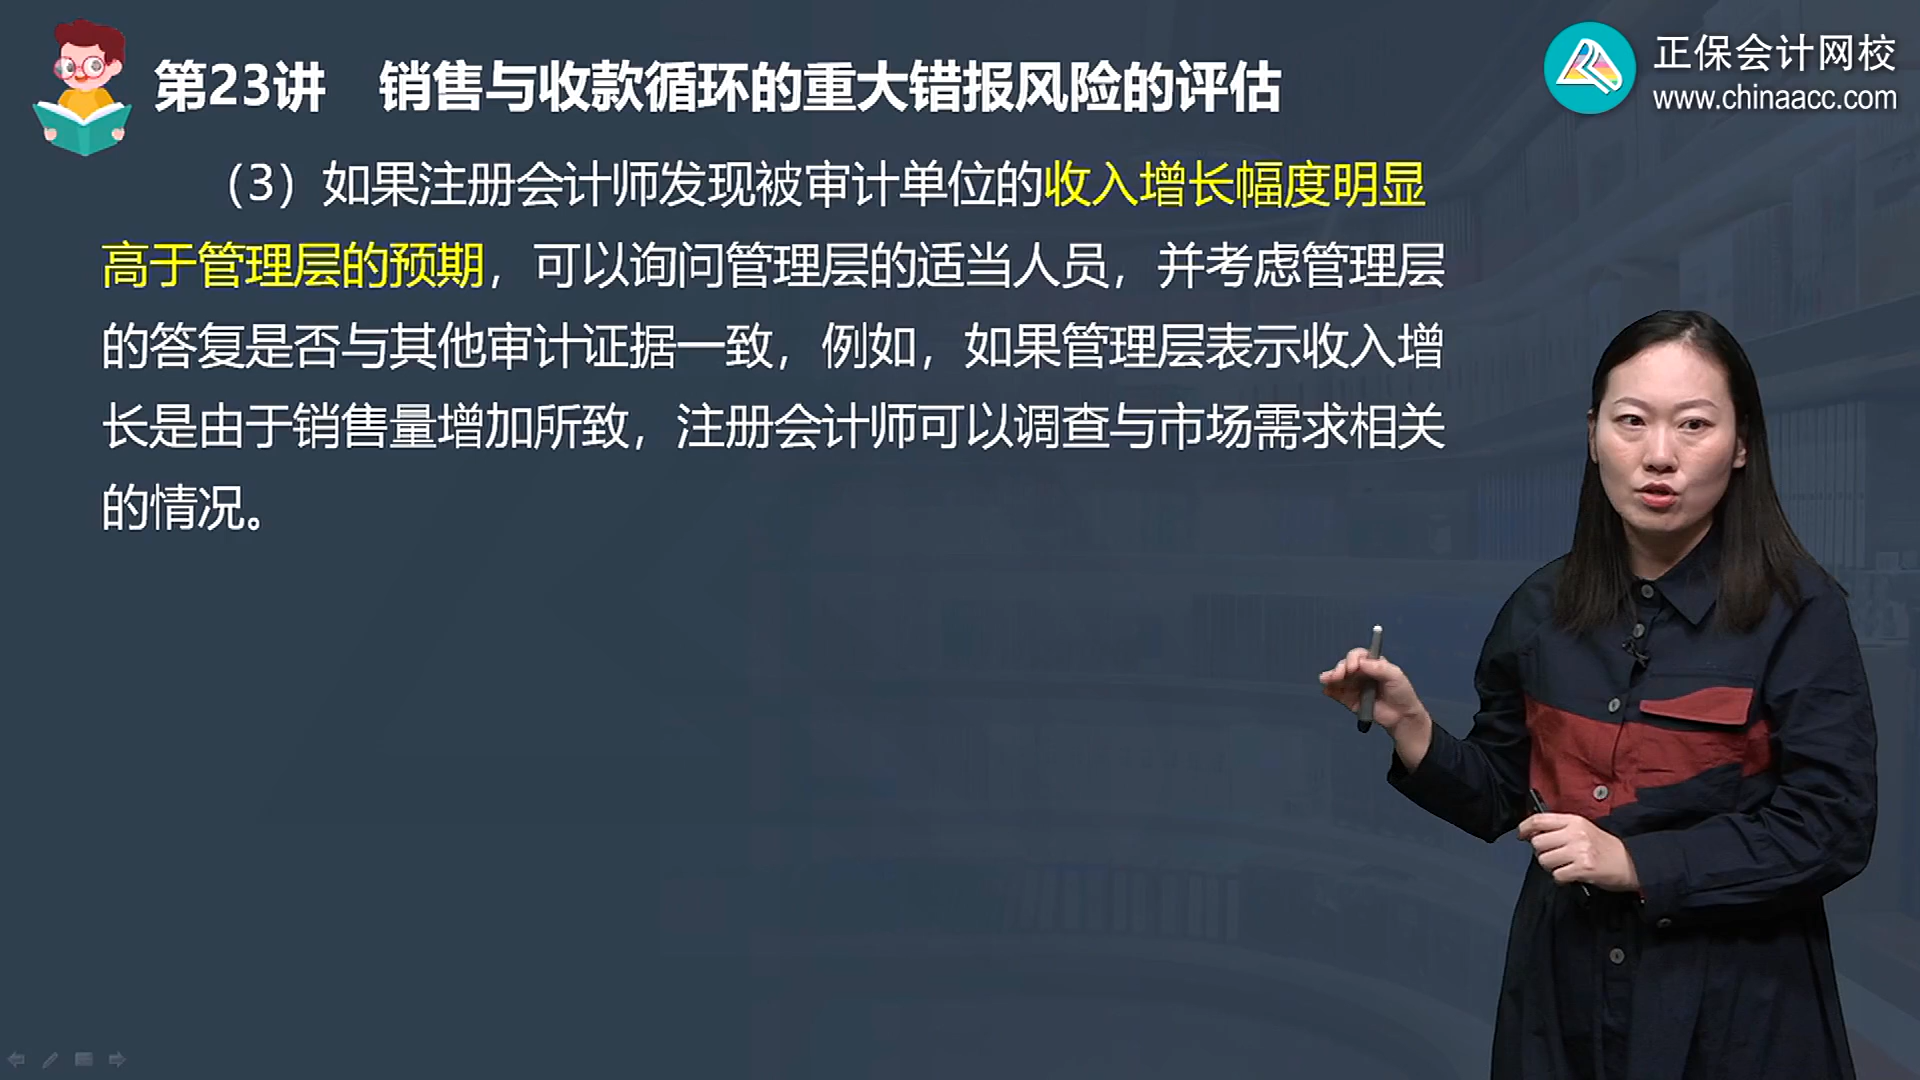 第23讲 销售与收款循环的重大错报风险的评估
正保会计网校
www.chinaacc.com
（3）如果注册会计师发现被审计单位的收入增长幅度明显
高于管理层的预期，可以询问管理层的适当人员，并考虑管理层
的答复是否与其他审计证据一致，例如，如果管理层表示收入增
长是由于销售量增加所致，注册会计师可以调查与市场需求相关
的情况。